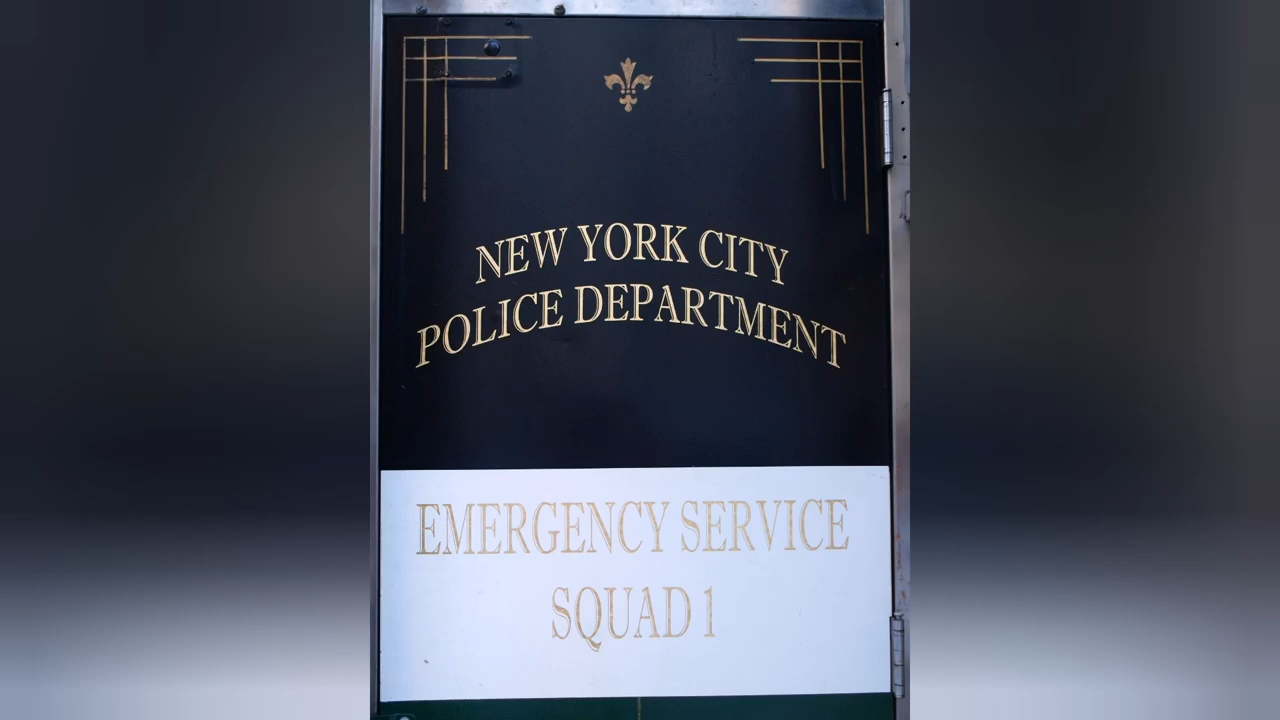 NEW YORK CITY
POLICE DEPARTMENT
EMERGENCY SERVICE
SQUAD 1